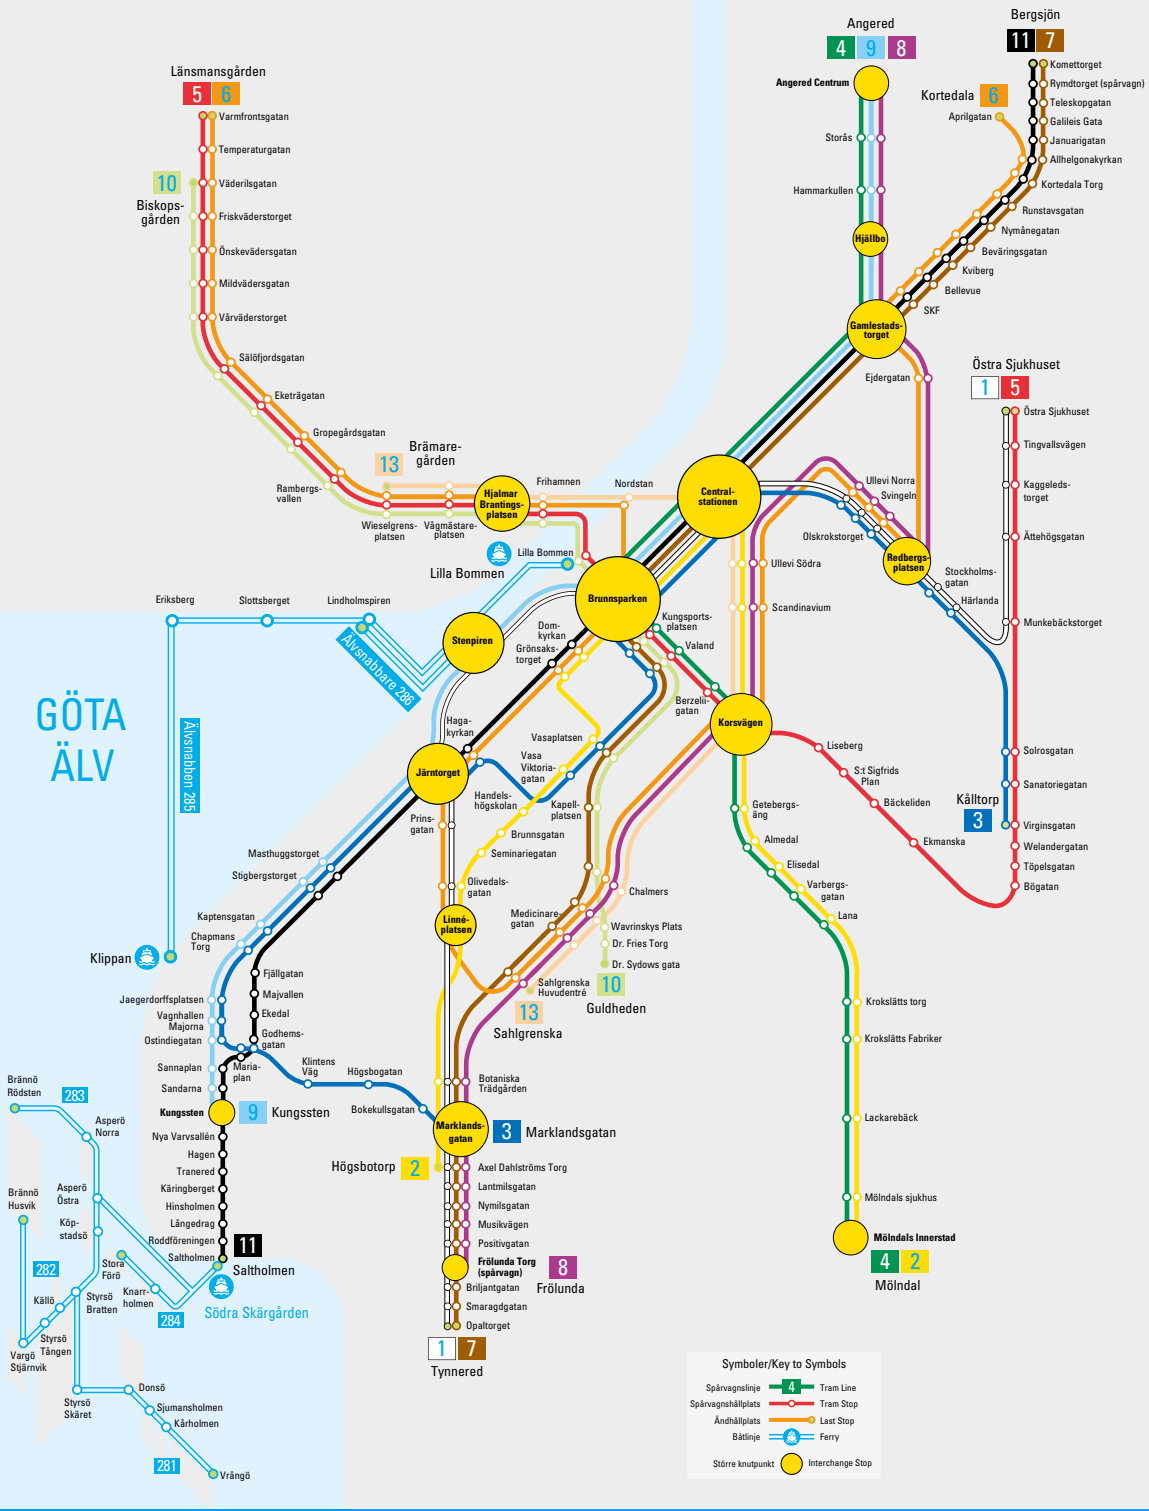 Angered
4 9 8
Angered Centrum
Storås
Hammarkullen
Hjällbo
Bergsjön
11 7
Komettorget
Rymdtorget (spårvagn)
Teleskopgatan
Galileis Gata
Januarigatan
Allhelgonakyrkan
Kortedala Torg
Runstavsgatan
Nymånegatan
Beväringsgatan
Kviberg
Bellevue
SKF
Kortedala 6
Aprilgatan
Gamlestads-
torget
Ejdergatan
Länsmansgården
5 6
Varmfrontsgatan
Temperaturgatan
Väderilsgatan
Friskväderstorget
Önskevädersgatan
Mildvädersgatan
Vårväderstorget
Sälöfjordsgatan
Eketrägatan
Gropegårdsgatan
10
Biskops-
gården
Rambergs-
vallen
Brämare-
gården
13
Wieselgrens-
platsen
Vågmästare-
platsen
Hjalmar
Brantings-
platsen
Frihamnen
Nordstan
Lilla Bommen
Lilla Bommen
Central-
stationen
Östra Sjukhuset
1 5
Östra Sjukhuset
Tingvallsvägen
Kaggeleds-
torget
Ättehögsgatan
Munkebäckstorget
Solrosgatan
Sanatoriegatan
Virginsgatan
Welandergatan
Töpelsgatan
Bögatan
Kålltorp
3
Ullevi Norra
Svingeln
Olskrokstorget
Redbergs-
platsen
Stockholms-
gatan
Härlanda
Ullevi Södra
Scandinavium
Brunnsparken
Kungsports-
platsen
Valand
Berzelii-
gatan
Korsvägen
Liseberg
S:t Sigfrids
Plan
Bäckeliden
Ekmanska
Getebergs-
äng
Almedal
Elisedal
Varbergs-
gatan
Lana
Krokslätts torg
Krokslätts Fabriker
Lackarebäck
Mölndals sjukhus
Mölndals Innerstad
4 2
Mölndal
Eriksberg
Slottsberget
Lindholmspiren
Älvsnabbare 286
Älvsnabben 285
GÖTA
ÄLV
Klippan
Stenpiren
Dom-
kyrkan
Grönsaks-
torget
Haga-
kyrkan
Järntorget
Vasaplatsen
Vasa
Viktoria-
gatan
Handels-
högskolan
Kapell-
platsen
Prins-
gatan
Brunnsgatan
Seminariegatan
Olivedals-
gatan
Linné-
platsen
Medicinare-
gatan
Chalmers
Wavrinskys Plats
Dr. Fries Torg
Dr. Sydows gata
10
Guldheden
Sahlgrenska
Huvudentré
13
Sahlgrenska
Masthuggstorget
Stigbergstorget
Kaptensgatan
Chapmans
Torg
Fjällgatan
Majvallen
Ekedal
Godhems-
gatan
Jaegerdorffsplatsen
Vagnhallen
Majorna
Ostindiegatan
Maria-
plan
Sannaplan
Sandarna
Kungssten
9 Kungssten
Klintens
Väg
Högsbogatan
Bokekullsgatan
Botaniska
Trädgården
Marklands-
gatan
3 Marklandsgatan
Högsbotorp 2
Axel Dahlströms Torg
Lantmilsgatan
Nymilsgatan
Musikvägen
Positivgatan
Frölunda Torg
(spårvagn)
8
Frölunda
Briljantgatan
Smaragdgatan
Opaltorget
1 7
Tynnered
Nya Varvsallén
Hagen
Tranered
Käringberget
Hinsholmen
Långedrag
Roddföreningen
Saltholmen
11
Saltholmen
Södra Skärgården
Brännö
Rödsten
283
Asperö
Norra
Asperö
Östra
Brännö
Husvik
Köp-
stadsö
282
Stora
Förö
Knarr-
holmen
284
Källö
Styrsö
Bratten
Styrsö
Tången
Vargö
Stjärnvik
Styrsö
Skäret
Donsö
Sjumansholmen
Kårholmen
281
Vrångö
Symboler/Key to Symbols
Spårvagnslinje 4 Tram Line
Spårvagnshållplats Tram Stop
Ändhållplats Last Stop
Båtlinje Ferry
Större knutpunkt Interchange Stop